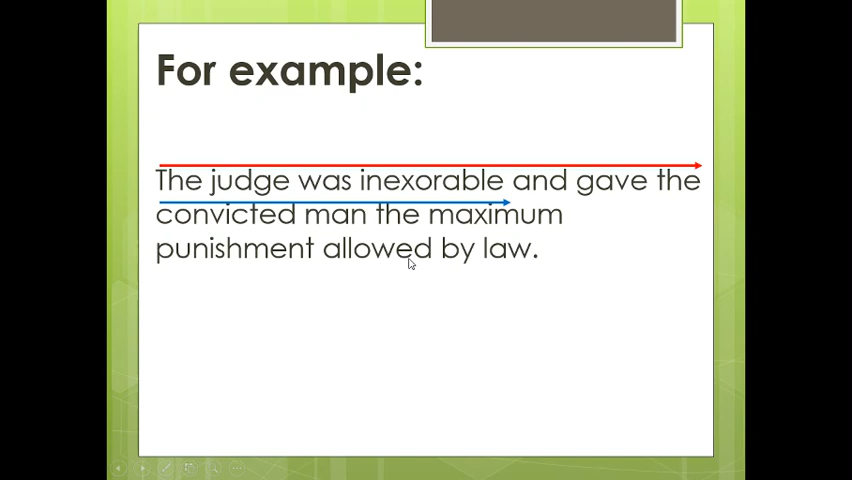 For example:
The judge was inexorable and gave the
convicted man the maximum
punishment allowed by law.